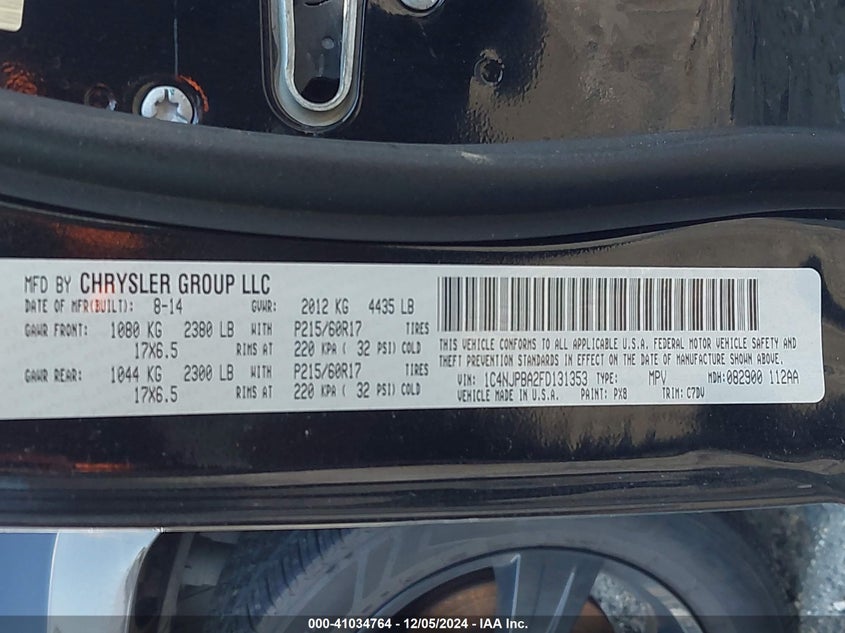 MFD BY CHRYSLER GROUP LLC
DATE OF MFR(BUILT): 8-14 GVWR: 2012 KG 4435 LB
GAWR FRONT: 1080 KG 2380 LB WITH P215/60R17 TIRES
17X6.5 RIMS AT 220 KPA ( 32 PSI) COLD
GAWR REAR: 1044 KG 2300 LB WITH P215/60R17 TIRES
17X6.5 RIMS AT 220 KPA ( 32 PSI) COLD
THIS VEHICLE CONFORMS TO ALL APPLICABLE U.S.A. FEDERAL MOTOR VEHICLE SAFETY AND
THEFT PREVENTION STANDARDS IN EFFECT ON THE DATE OF MANUFACTURE SHOWN ABOVE.
VIN: 1C4NJPBA2FD131353 TYPE: MPV MDH:082900 112AA
VEHICLE MADE IN U.S.A. PAINT: PX8 TRIM: C7DV
000-41034764 - 12/05/2024 - IAA Inc.